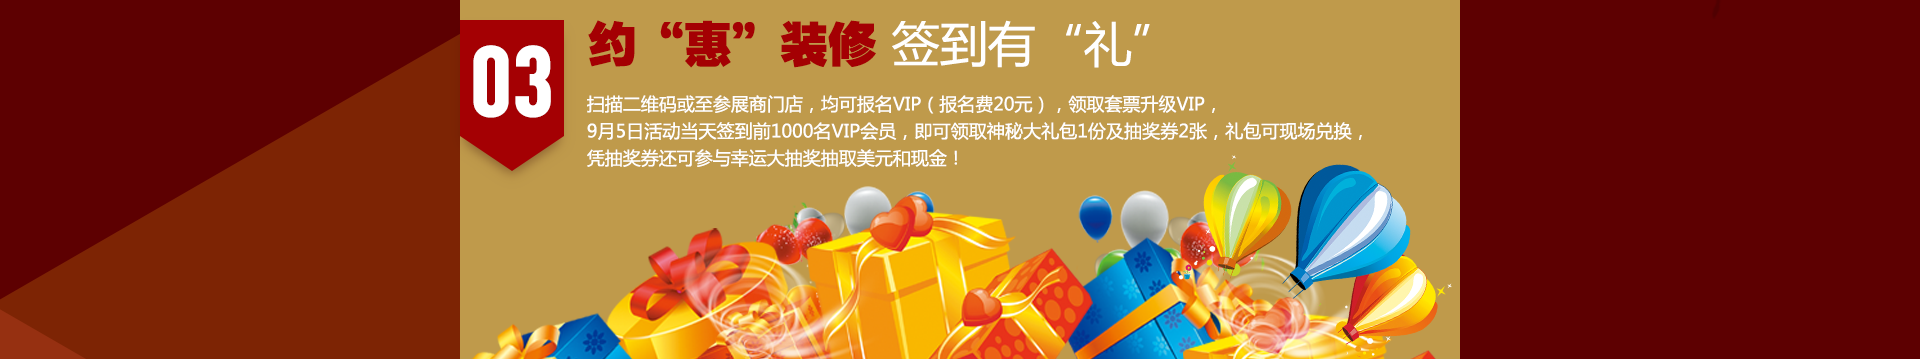 03
约“惠”装修 签到有“礼”
扫描二维码或至参展商门店，均可报名VIP（报名费20元），领取套票升级VIP，
9月5日活动当天签到前1000名VIP会员，即可领取神秘大礼包1份及抽奖券2张，礼包可现场兑换，
凭抽奖券还可参与幸运大抽奖抽取美元和现金！